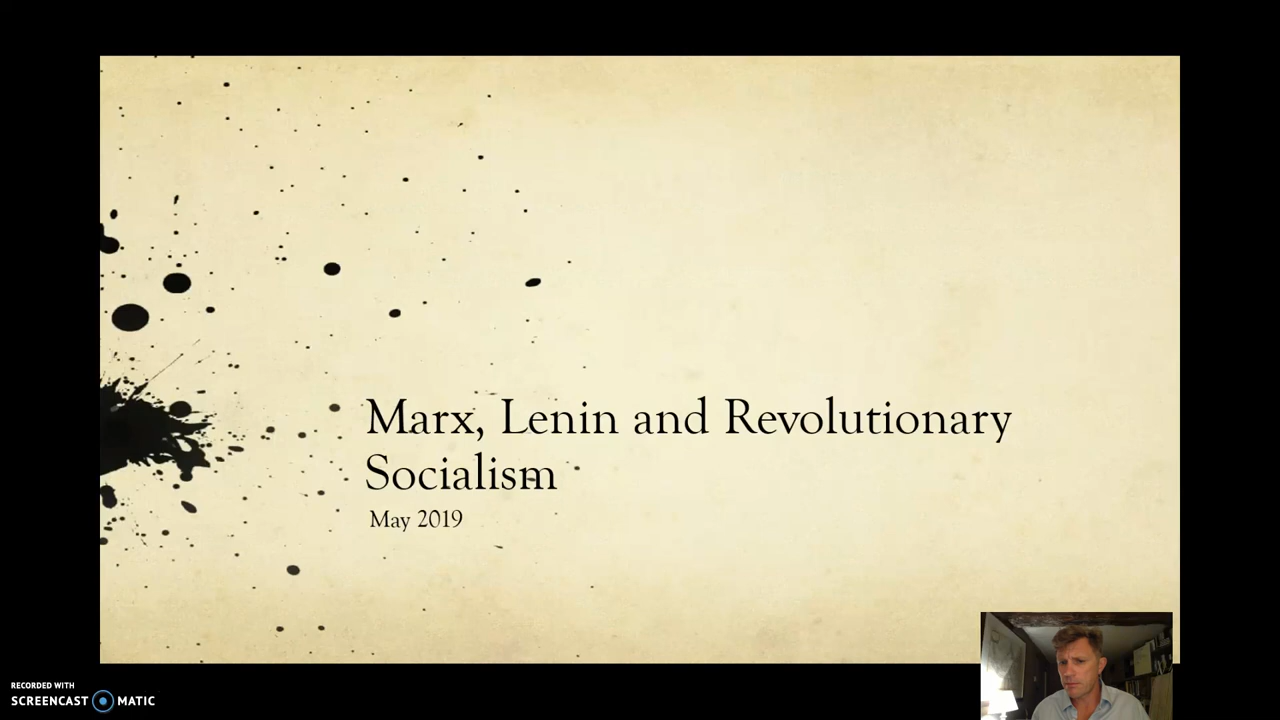 Marx, Lenin and Revolutionary
Socialism
May 2019
RECORDED WITH
SCREENCAST MATIC